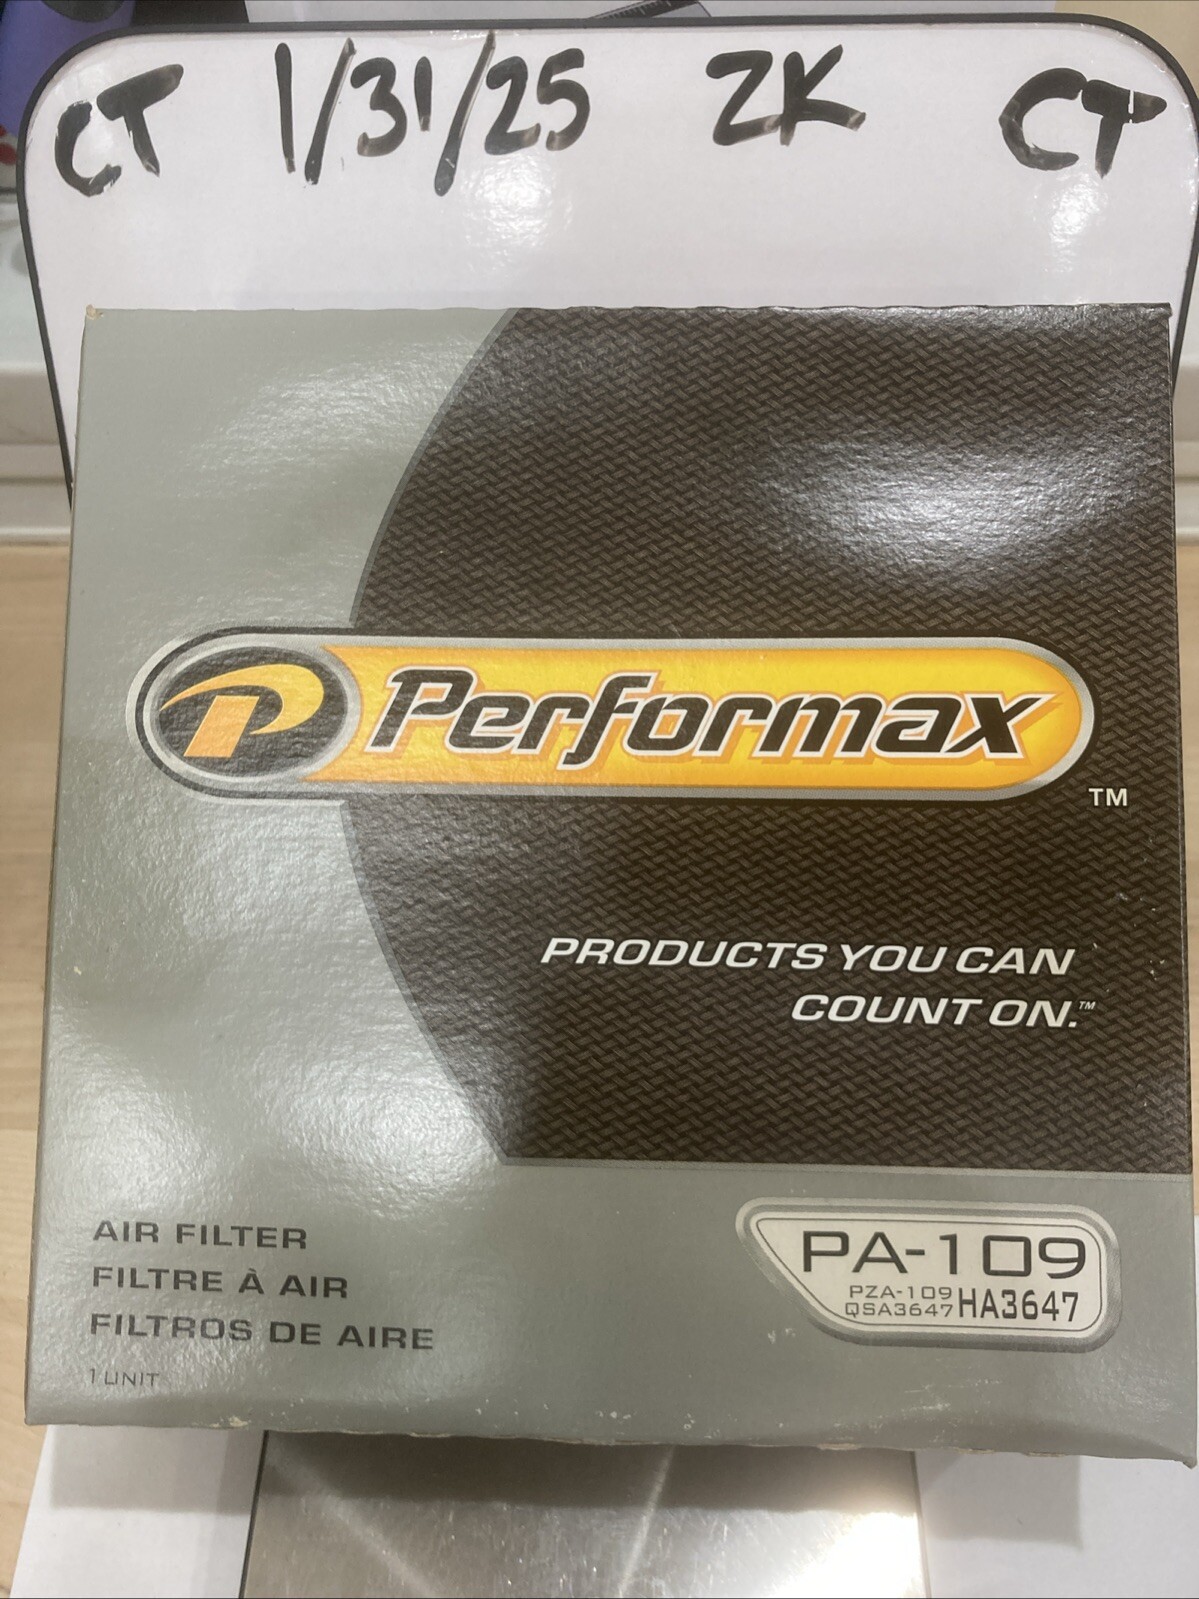 CT 1/31/25 ZK CT
Performax
TM
PRODUCTS YOU CAN
COUNT ON.™
AIR FILTER
FILTRE À AIR
FILTROS DE AIRE
1 UNIT
PA-109
PZA-109
QSA3647 HA3647